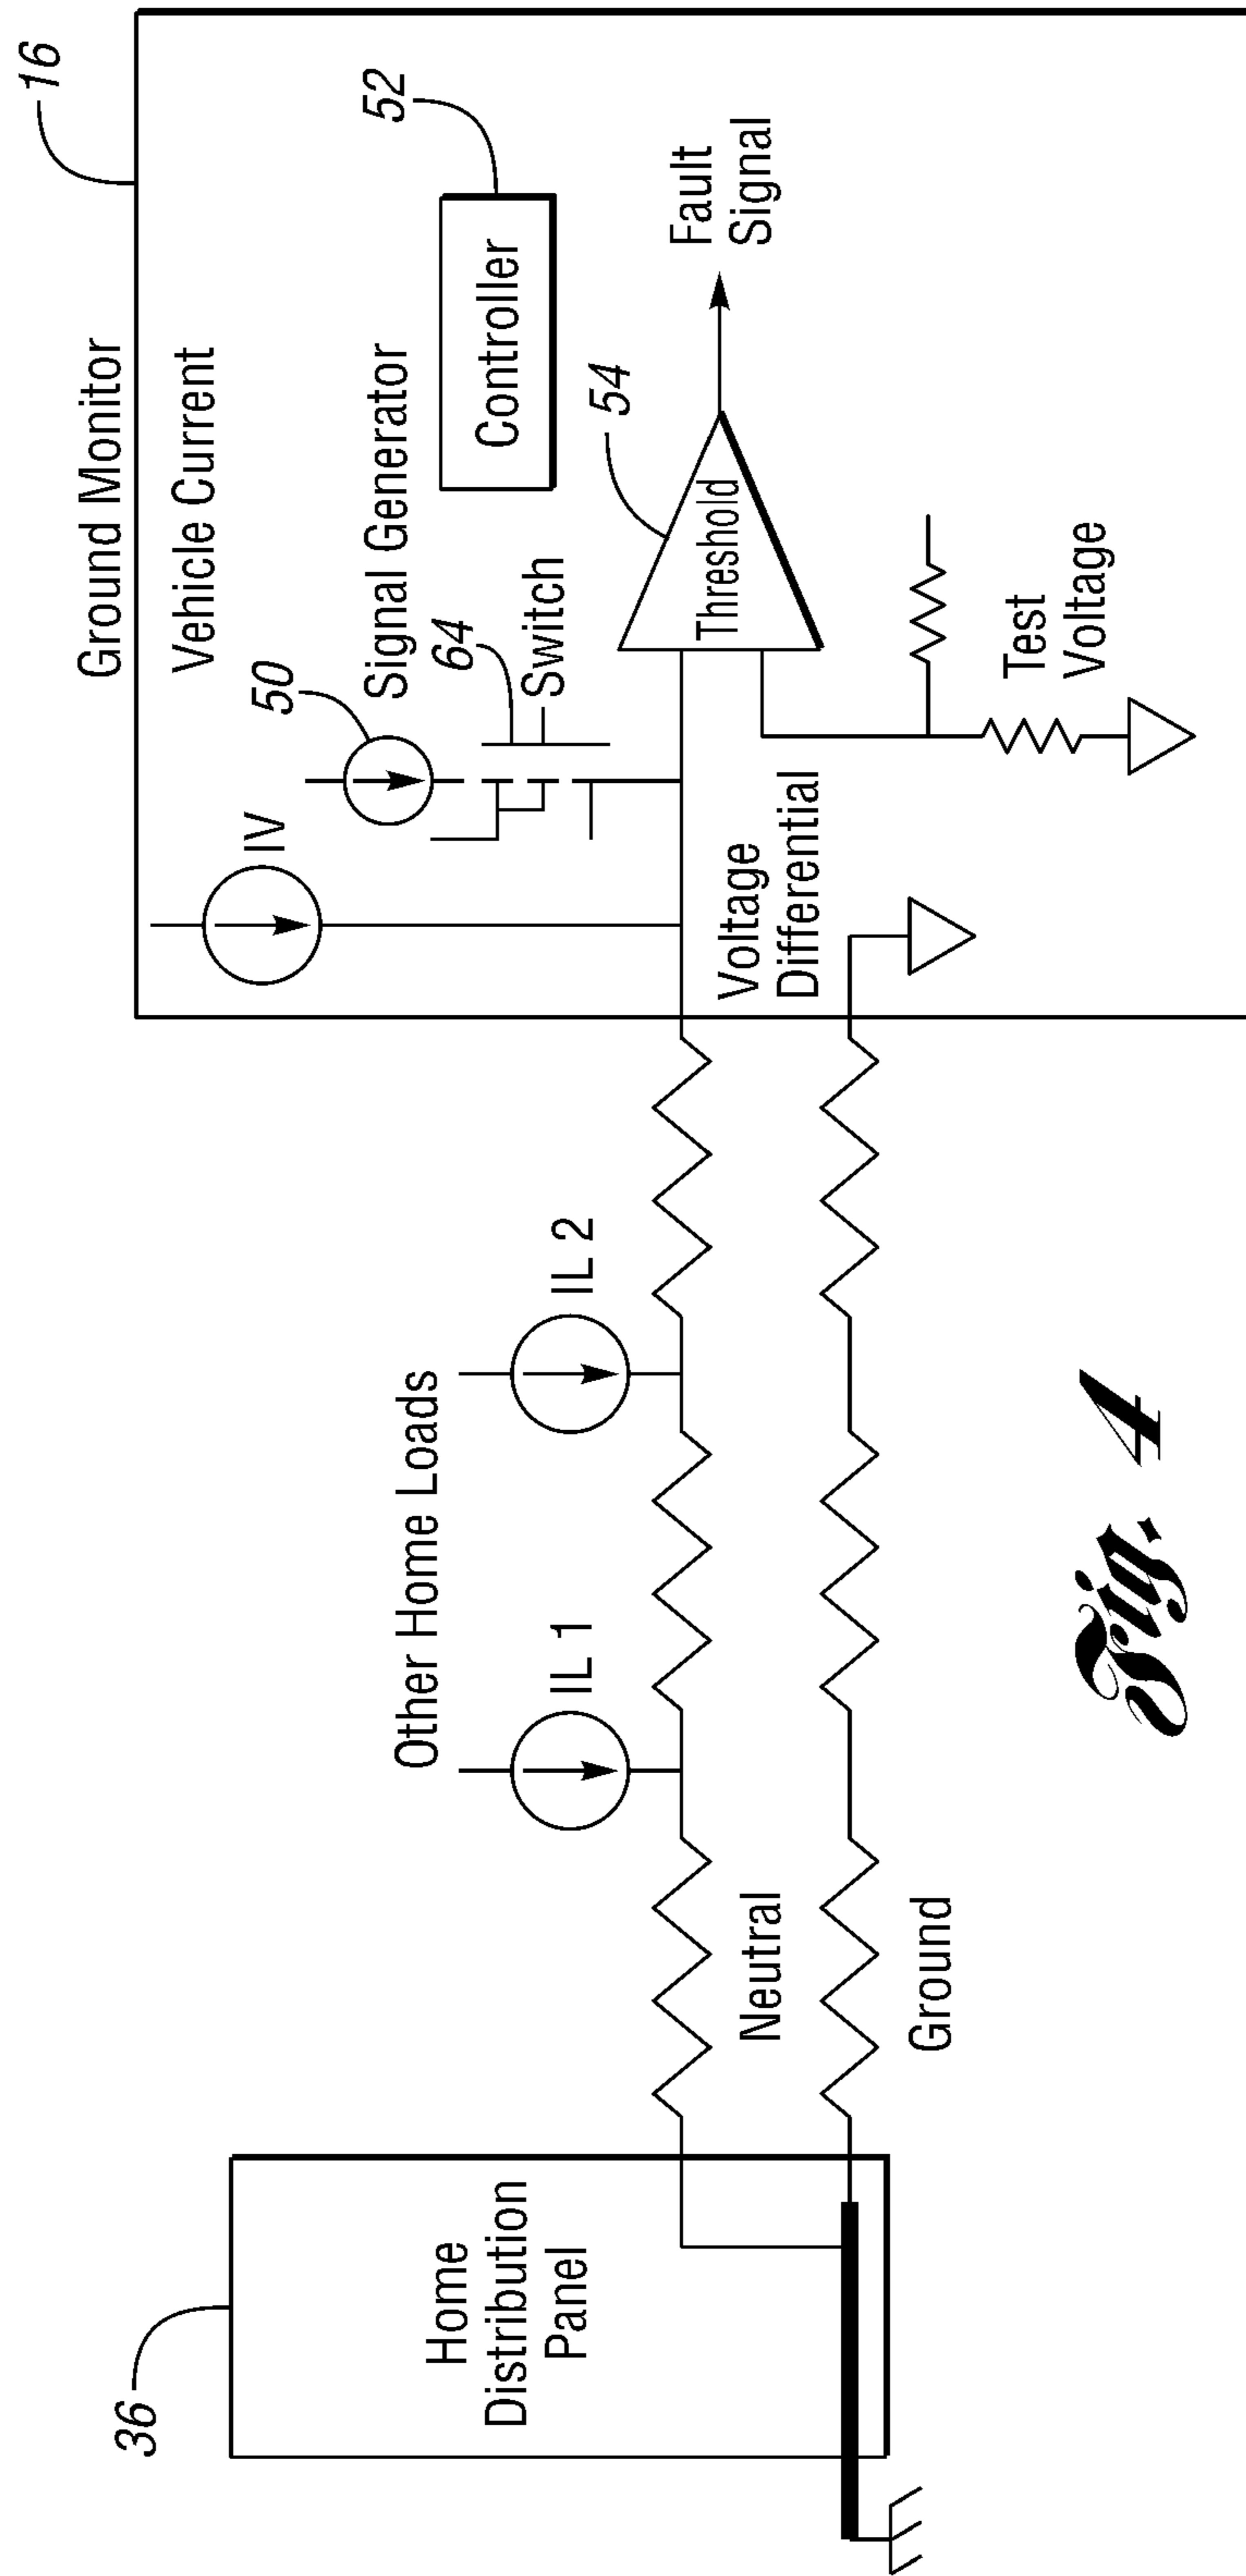 36
Home
Distribution
Panel
Other Home Loads
IL 1
IL 2
Neutral
Ground
Ground Monitor
16
Vehicle Current
IV
50
Signal Generator
64
Switch
Controller
52
54
Threshold
Fault
Signal
Voltage
Differential
Test
Voltage
Fig. 4